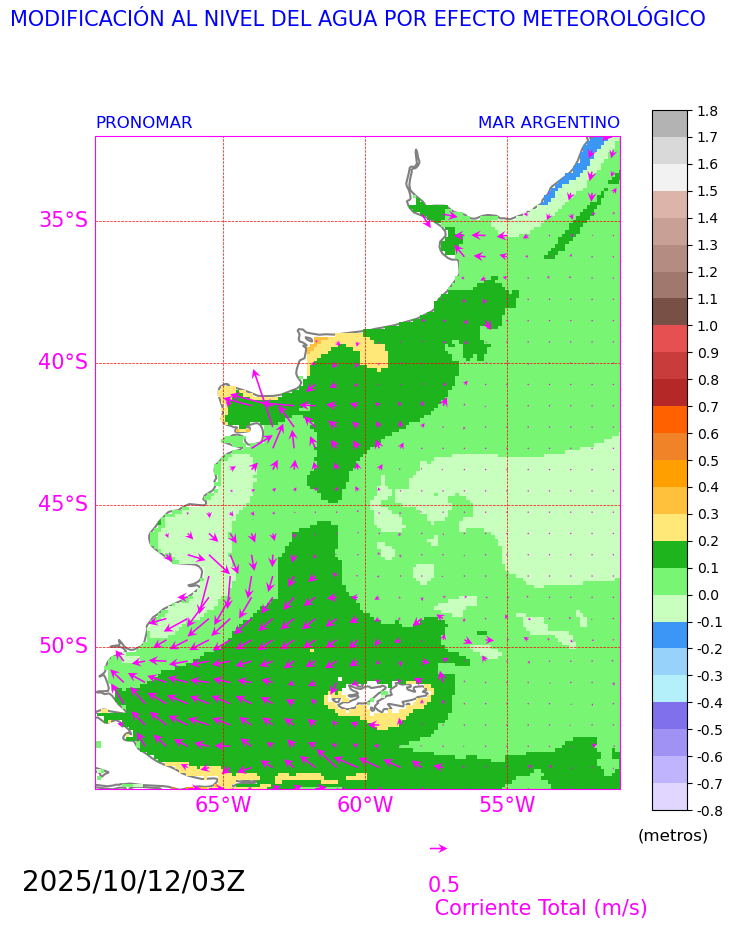 MODIFICACIÓN AL NIVEL DEL AGUA POR EFECTO METEOROLÓGICO
PRONOMAR MAR ARGENTINO
35°S
40°S
45°S
50°S
65°W 60°W 55°W
1.8
1.7
1.6
1.5
1.4
1.3
1.2
1.1
1.0
0.9
0.8
0.7
0.6
0.5
0.4
0.3
0.2
0.1
0.0
-0.1
-0.2
-0.3
-0.4
-0.5
-0.6
-0.7
-0.8
(metros)
2025/10/12/03Z
0.5
Corriente Total (m/s)